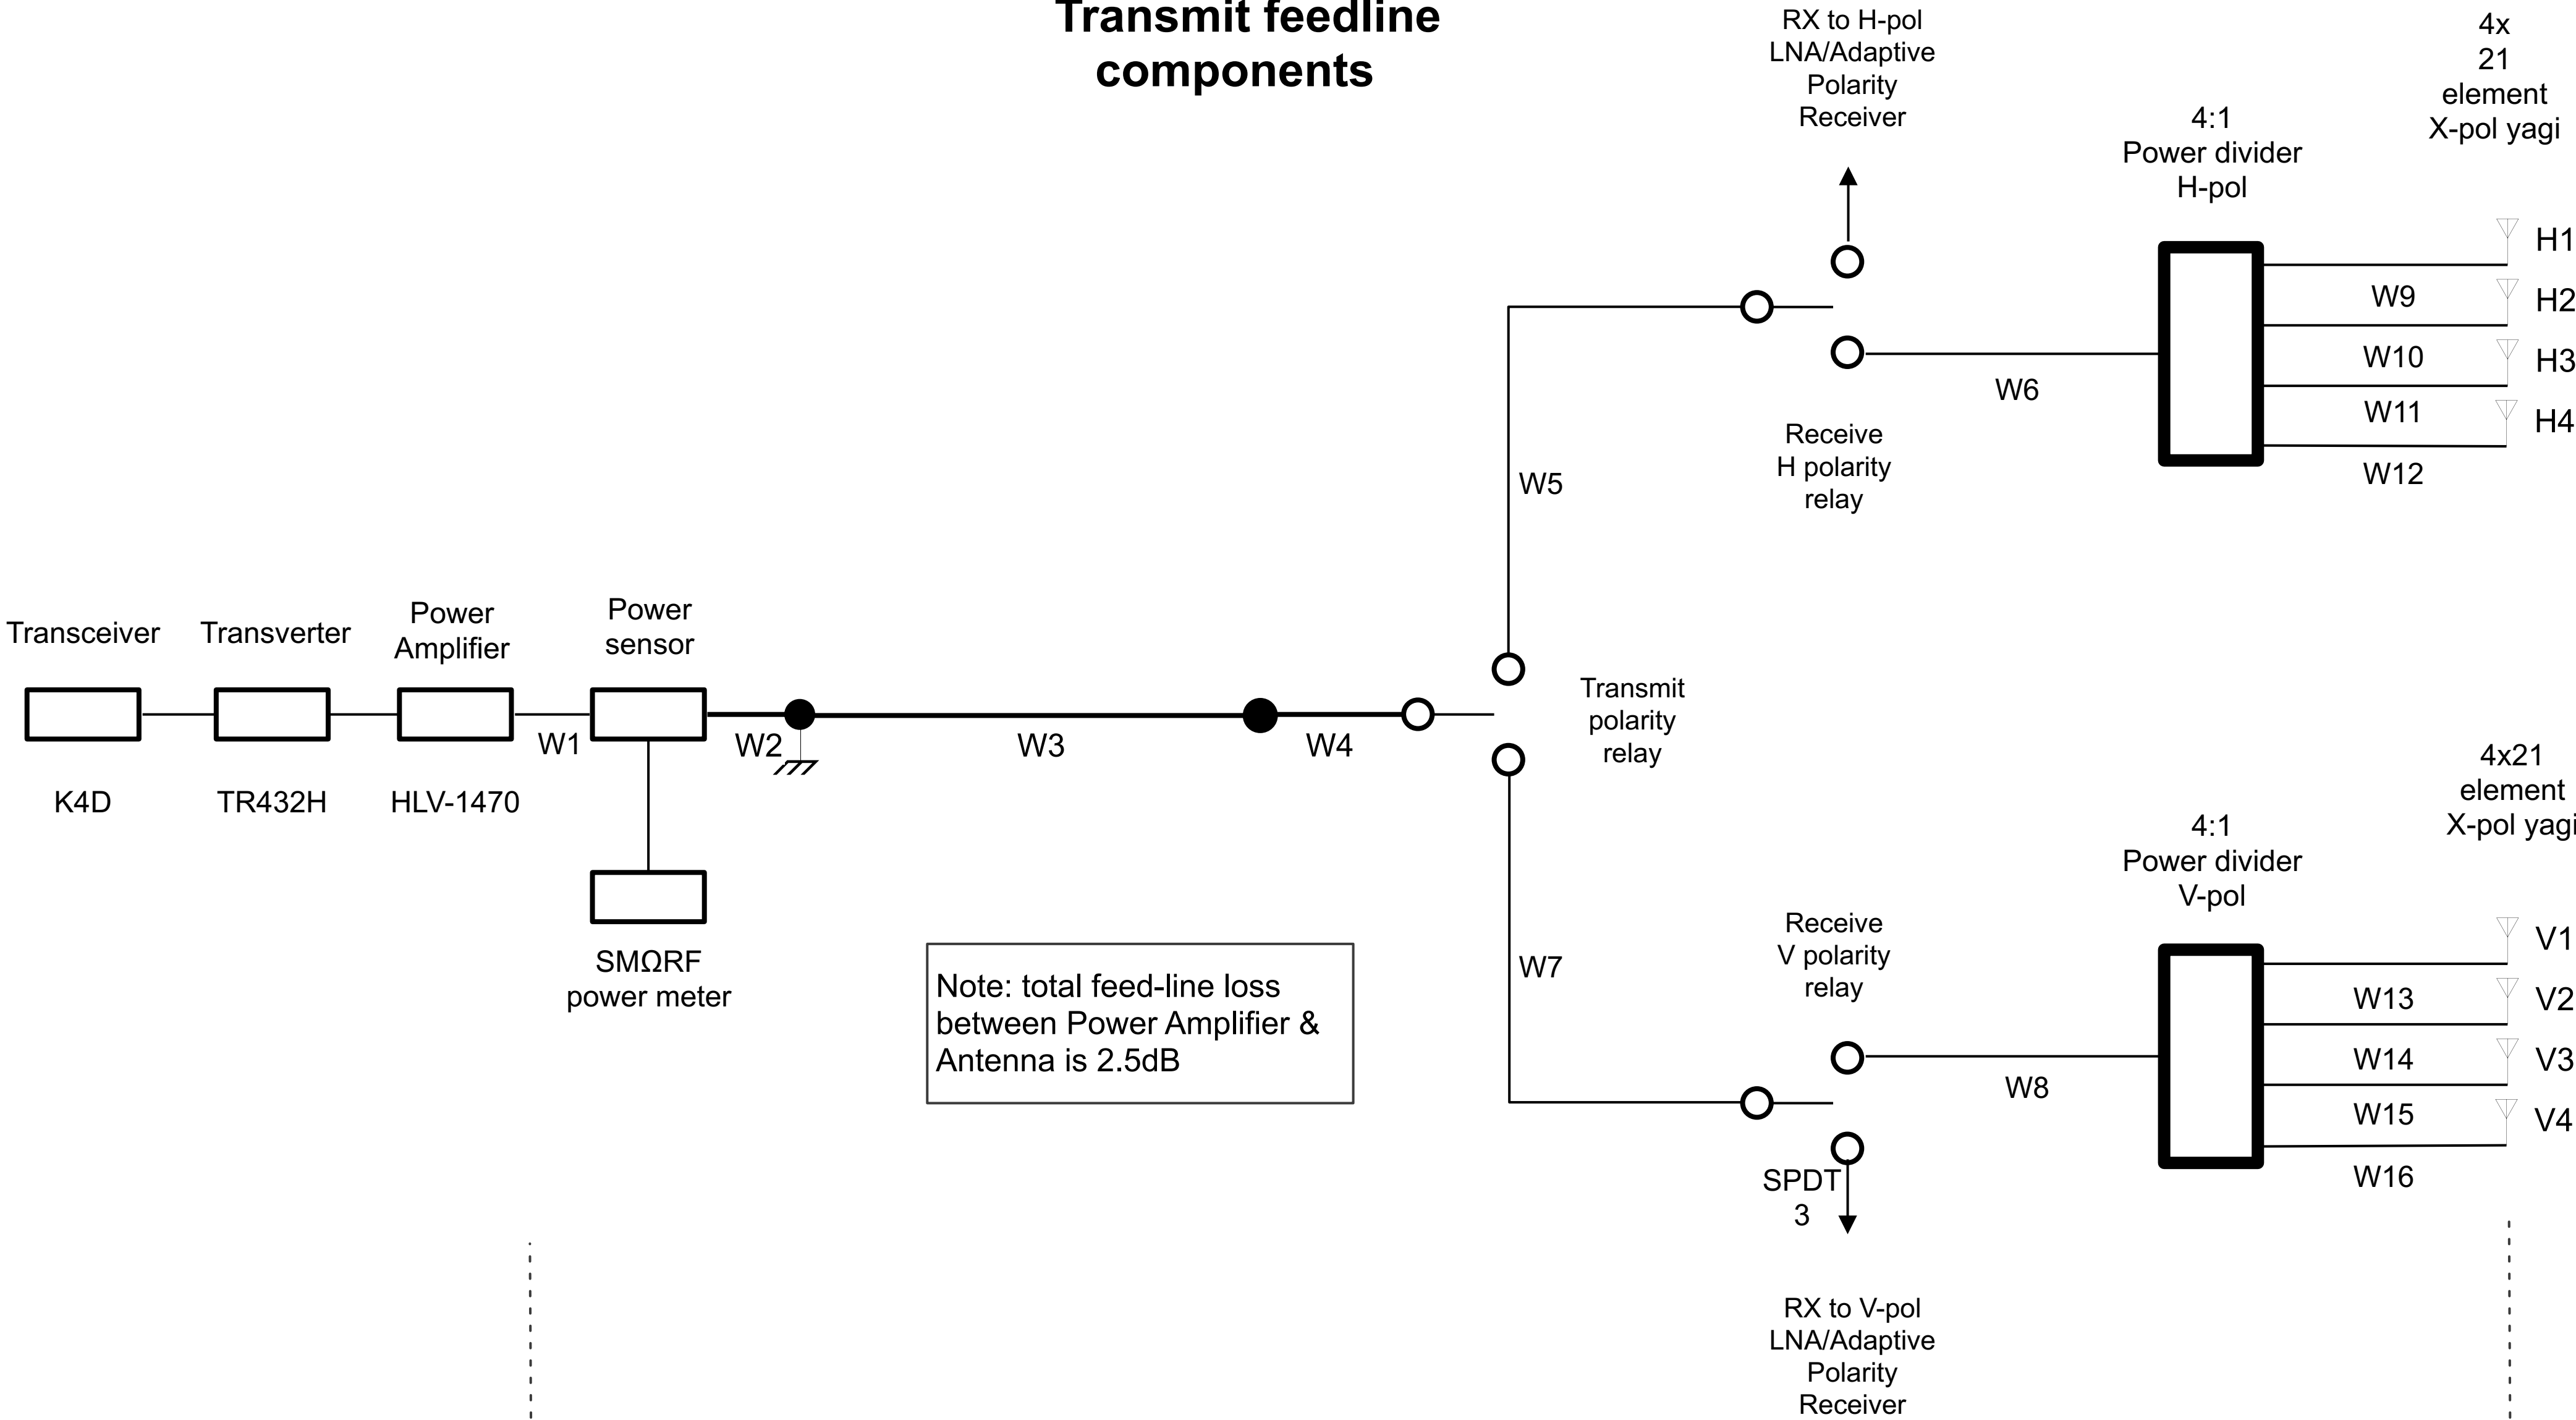 Transmit feedline
components
RX to H-pol
LNA/Adaptive
Polarity
Receiver
4x
21
element
X-pol yagi
4:1
Power divider
H-pol
H1
W9
H2
W10
H3
W11
H4
W12
W6
Receive
H polarity
relay
W5
Transceiver
Transverter
Power
Amplifier
Power
sensor
W1
W2
W3
W4
Transmit
polarity
relay
K4D
TR432H
HLV-1470
SMΩRF
power meter
Note: total feed-line loss
between Power Amplifier &
Antenna is 2.5dB
W7
Receive
V polarity
relay
W8
SPDT
3
4:1
Power divider
V-pol
4x21
element
X-pol yagi
V1
W13
V2
W14
V3
W15
V4
W16
RX to V-pol
LNA/Adaptive
Polarity
Receiver